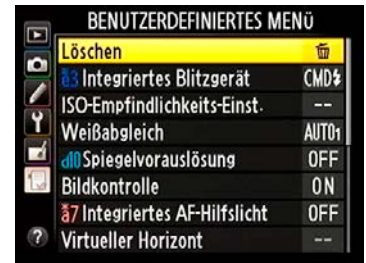 BENUTZERDEFINIERTES MENÜ
Löschen
e3 Integriertes Blitzgerät CMD⚡
ISO-Empfindlichkeits-Einst. --
Weißabgleich AUTO1
d10 Spiegelvorauslösung OFF
Bildkontrolle ON
a7 Integriertes AF-Hilfslicht OFF
? Virtueller Horizont --